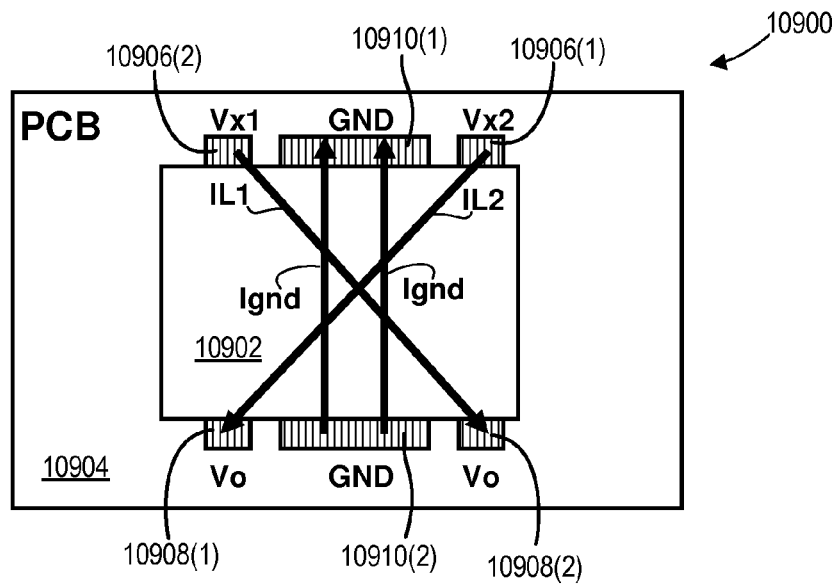 10900
10906(2)
10910(1)
10906(1)
PCB
Vx1
GND
Vx2
IL1
IL2
Ignd
Ignd
10902
10904
Vo
GND
Vo
10908(1)
10910(2)
10908(2)